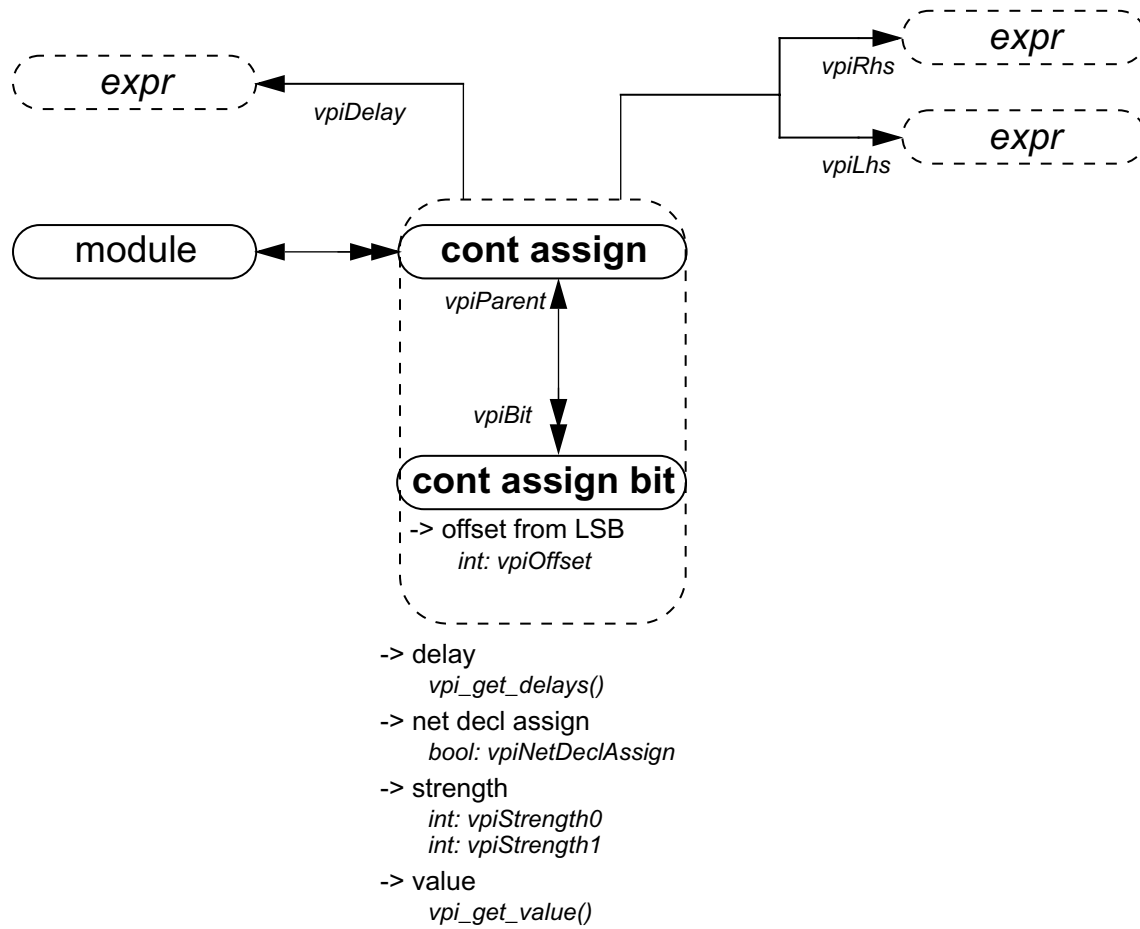 expr
vpiRhs
expr
vpiDelay
expr
vpiLhs
module
cont assign
vpiParent
vpiBit
cont assign bit
-> offset from LSB
int: vpiOffset
-> delay
vpi_get_delays()
-> net decl assign
bool: vpiNetDeclAssign
-> strength
int: vpiStrength0
int: vpiStrength1
-> value
vpi_get_value()